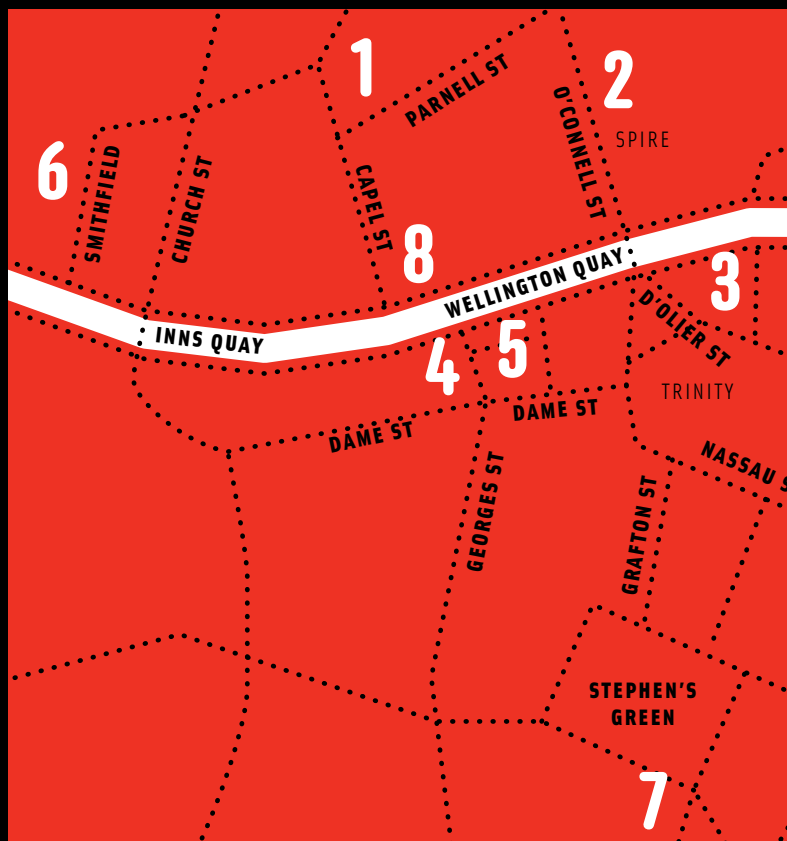 1
2
PARNELL ST
O'CONNELL ST
SPIRE
6
SMITHFIELD
CHURCH ST
CAPEL ST
8
WELLINGTON QUAY
3
INNS QUAY
D'OLIER ST
4
5
TRINITY
DAME ST
DAME ST
NASSAU S
GEORGES ST
GRAFTON ST
STEPHEN'S
GREEN
7